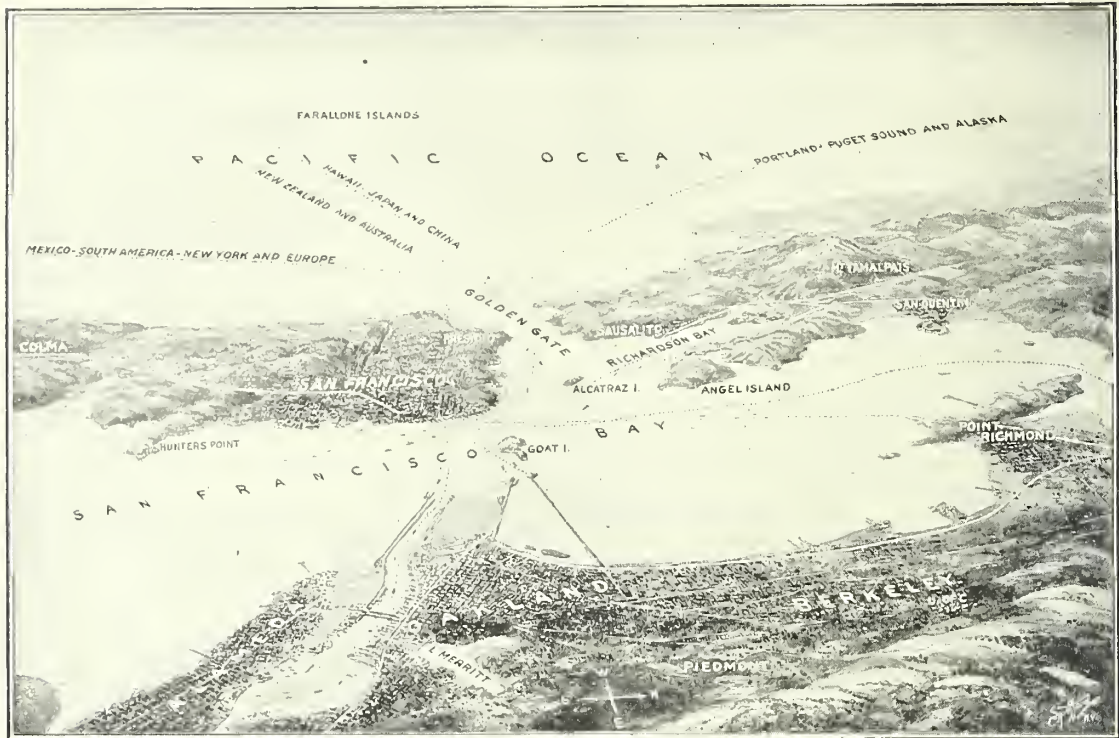 FARALLONE ISLANDS
PACIFIC OCEAN
PORTLAND - PUGET SOUND AND ALASKA
HAWAII - JAPAN AND CHINA
NEW ZEALAND AND AUSTRALIA
MEXICO - SOUTH AMERICA - NEW YORK AND EUROPE
MT TAMALPAIS
GOLDEN GATE
SAN QUENTIN
SAUSALITO
RICHARDSON BAY
COLMA
PRESIDIO
SAN FRANCISCO
ALCATRAZ I.
ANGEL ISLAND
HUNTERS POINT
SAN FRANCISCO BAY
GOAT I.
POINT
RICHMOND
OAKLAND
BERKELEY
L. MERRITT
PIEDMONT